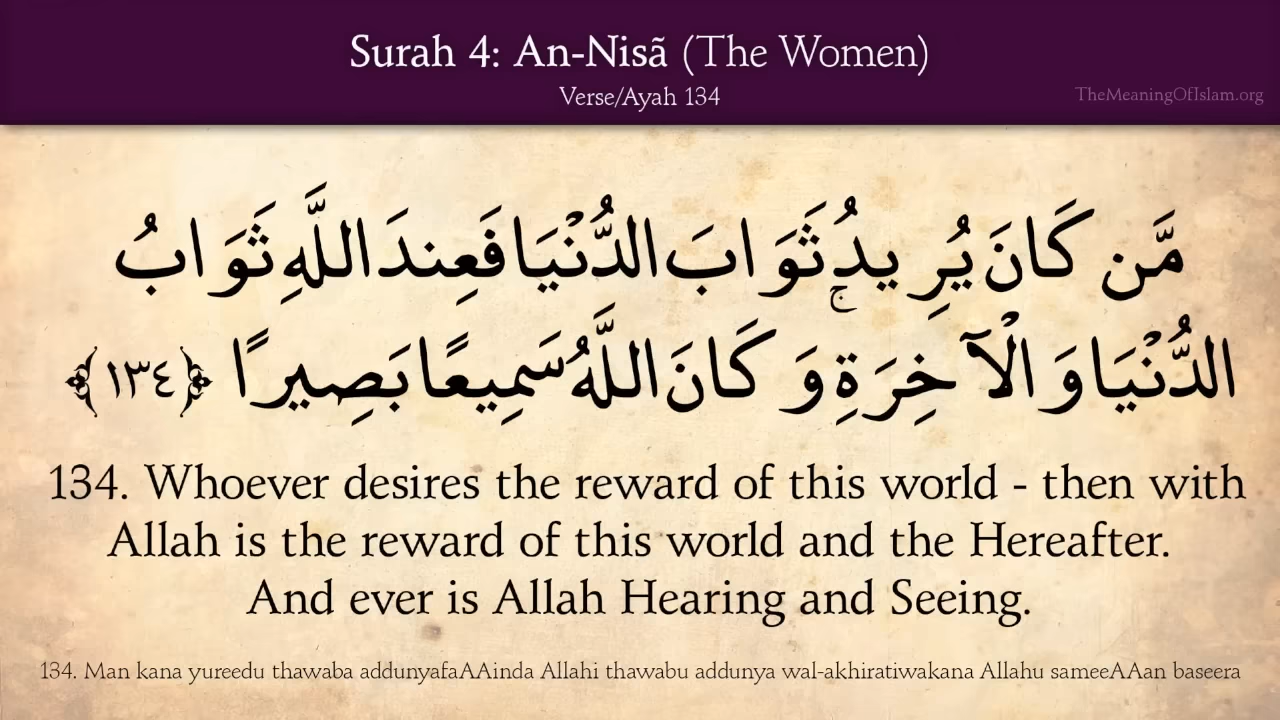 Surah 4: An-Nisã (The Women)
Verse/Ayah 134
TheMeaningOfIslam.org
مَّن كَانَ يُرِيدُ ثَوَابَ الدُّنْيَا فَعِندَ اللَّهِ ثَوَابُ
الدُّنْيَا وَالْآخِرَةِ ۚ وَكَانَ اللَّهُ سَمِيعًا بَصِيرًا ﴿١٣٤﴾
134. Whoever desires the reward of this world - then with
Allah is the reward of this world and the Hereafter.
And ever is Allah Hearing and Seeing.
134. Man kana yureedu thawaba addunyafaAAinda Allahi thawabu addunya wal-akhiratiwakana Allahu sameeAAan baseera